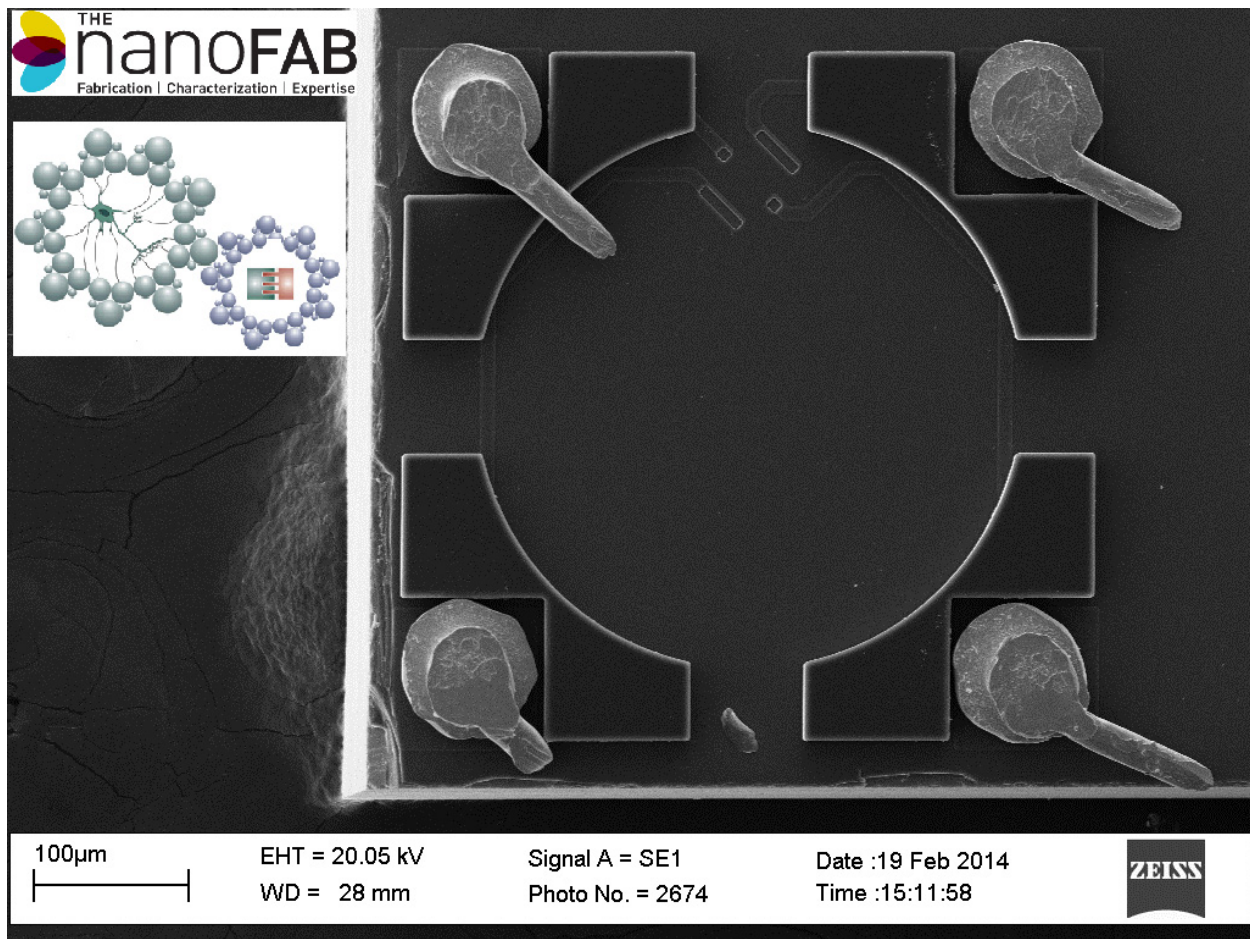 THE
nanoFAB
Fabrication | Characterization | Expertise
100µm
EHT = 20.05 kV
WD = 28 mm
Signal A = SE1
Photo No. = 2674
Date :19 Feb 2014
Time :15:11:58
ZEISS